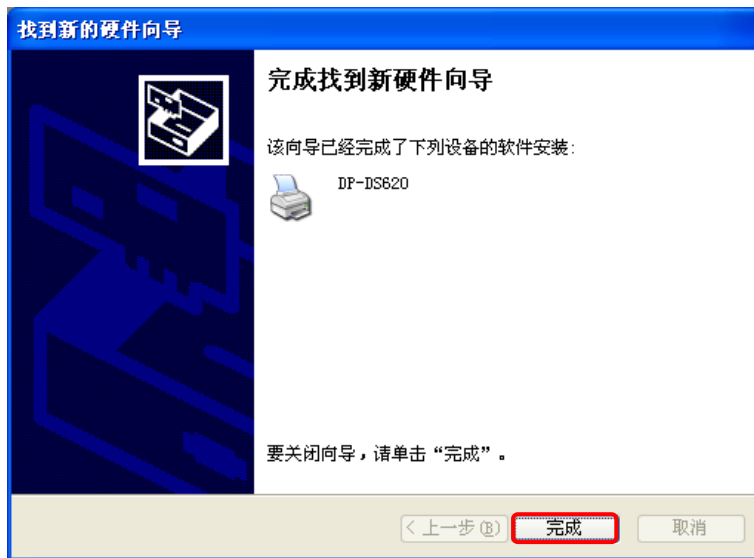 找到新的硬件向导
完成找到新硬件向导
该向导已经完成了下列设备的软件安装:
DP-DS620
要关闭向导，请单击“完成”。
< 上一步(B)
完成
取消